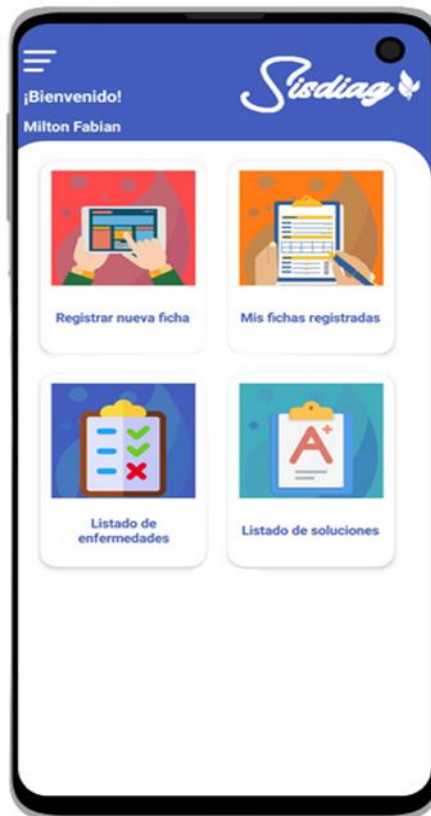 ¡Bienvenido!
Sisdiag
Milton Fabian
Registrar nueva ficha
Mis fichas registradas
A+
Listado de
enfermedades
Listado de soluciones